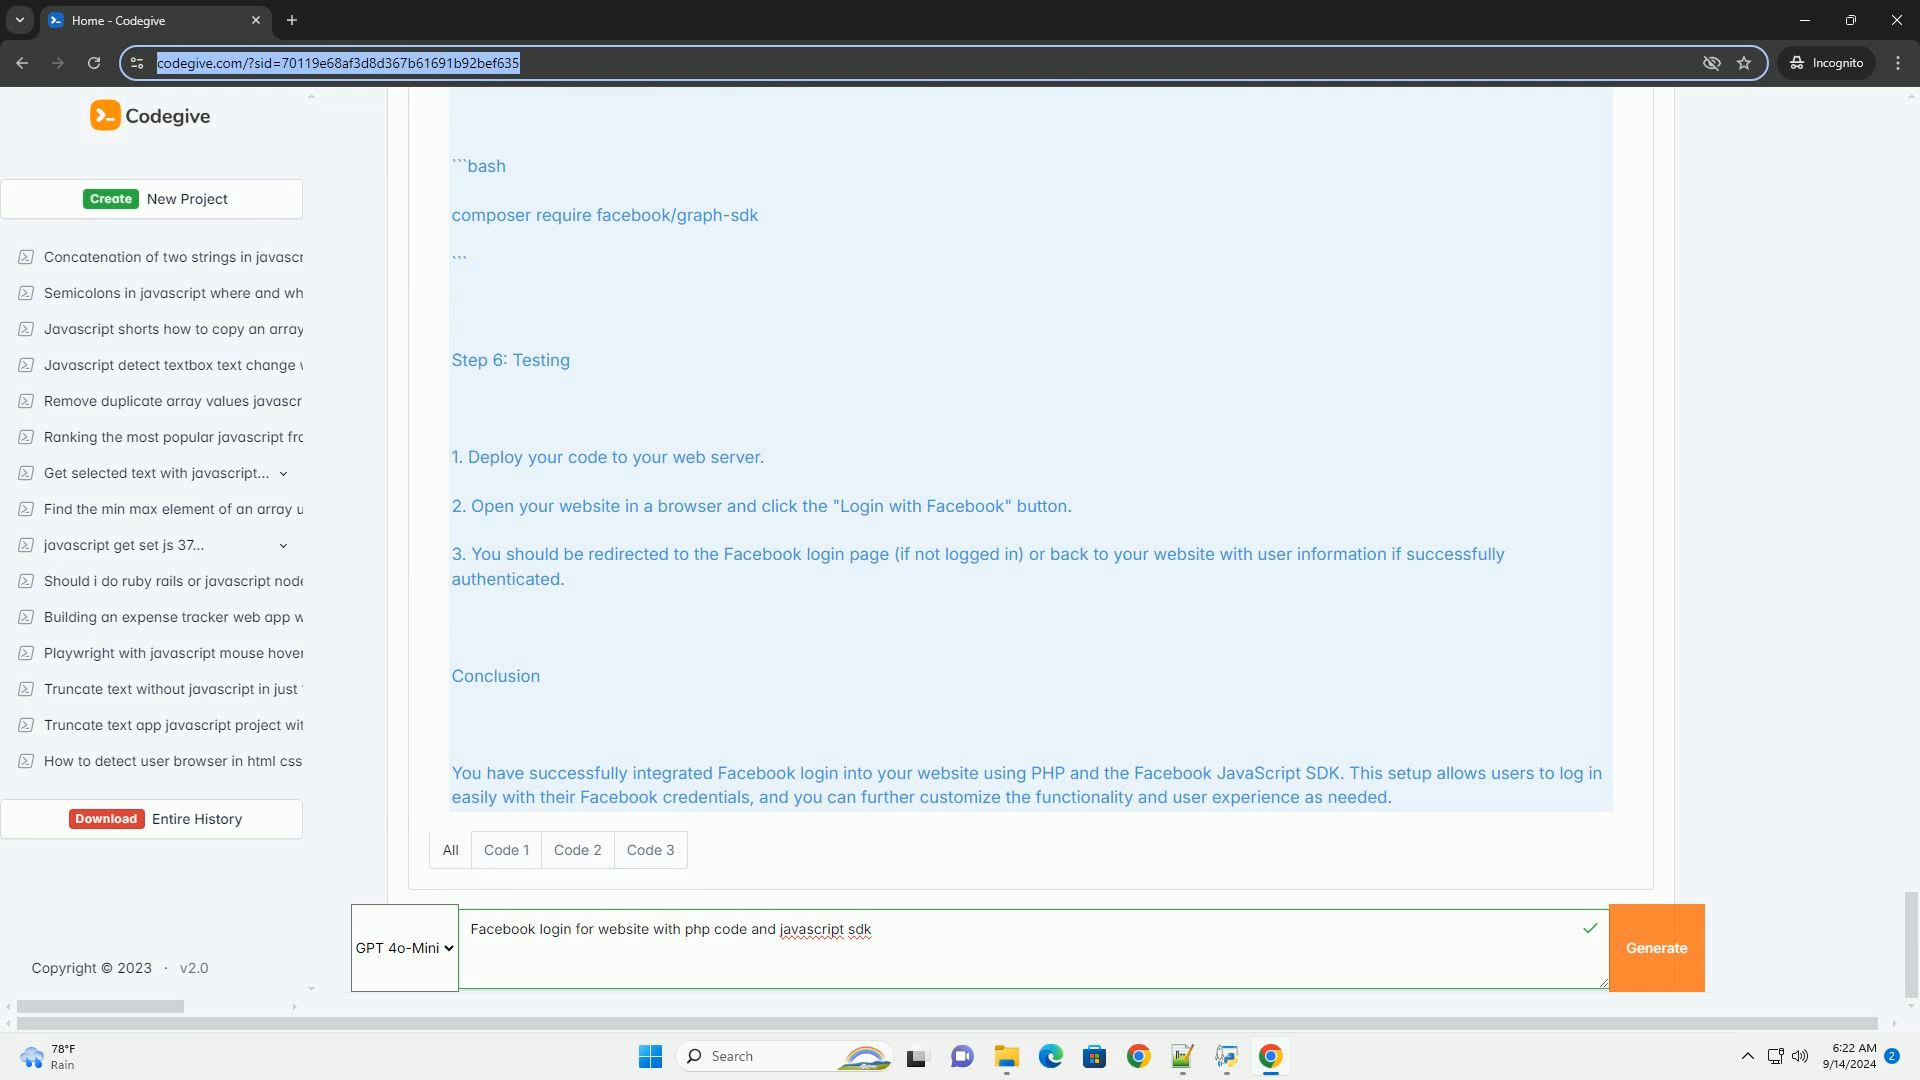 Home - Codegive
codegive.com/?sid=70119e68af3d8d367b61691b92bef635
Incognito
Codegive
Create New Project
Concatenation of two strings in javascr
Semicolons in javascript where and wh
Javascript shorts how to copy an array
Javascript detect textbox text change
Remove duplicate array values javascr
Ranking the most popular javascript fr
Get selected text with javascript...
Find the min max element of an array u
javascript get set js 37...
Should i do ruby rails or javascript node
Building an expense tracker web app w
Playwright with javascript mouse hover
Truncate text without javascript in just
Truncate text app javascript project wit
How to detect user browser in html css
Download Entire History
Copyright © 2023 · v2.0
```bash
composer require facebook/graph-sdk
```
Step 6: Testing
1. Deploy your code to your web server.
2. Open your website in a browser and click the "Login with Facebook" button.
3. You should be redirected to the Facebook login page (if not logged in) or back to your website with user information if successfully
authenticated.
Conclusion
You have successfully integrated Facebook login into your website using PHP and the Facebook JavaScript SDK. This setup allows users to log in
easily with their Facebook credentials, and you can further customize the functionality and user experience as needed.
All Code 1 Code 2 Code 3
GPT 4o-Mini
Facebook login for website with php code and javascript sdk
Generate
78°F
Rain
Search
6:22 AM
9/14/2024
2